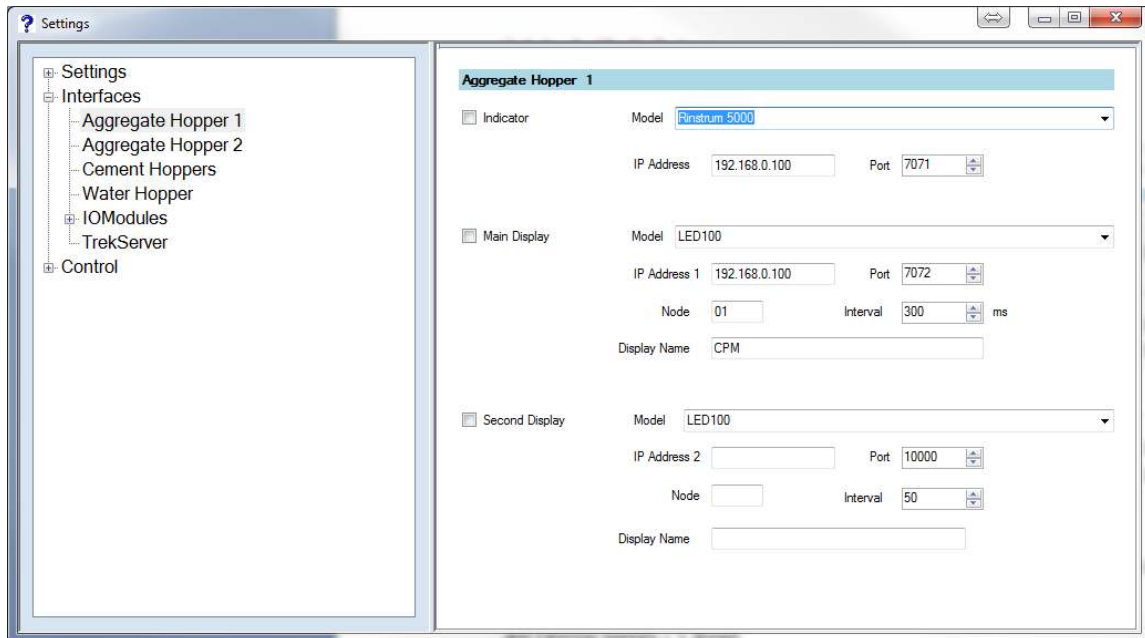 Settings
Settings
Interfaces
Aggregate Hopper 1
Aggregate Hopper 2
Cement Hoppers
Water Hopper
IOModules
TrekServer
Control
Aggregate Hopper 1
Indicator Model Rinstrum 5000
IP Address 192.168.0.100 Port 7071
Main Display Model LED100
IP Address 1 192.168.0.100 Port 7072
Node 01 Interval 300 ms
Display Name CPM
Second Display Model LED100
IP Address 2 Port 10000
Node Interval 50
Display Name